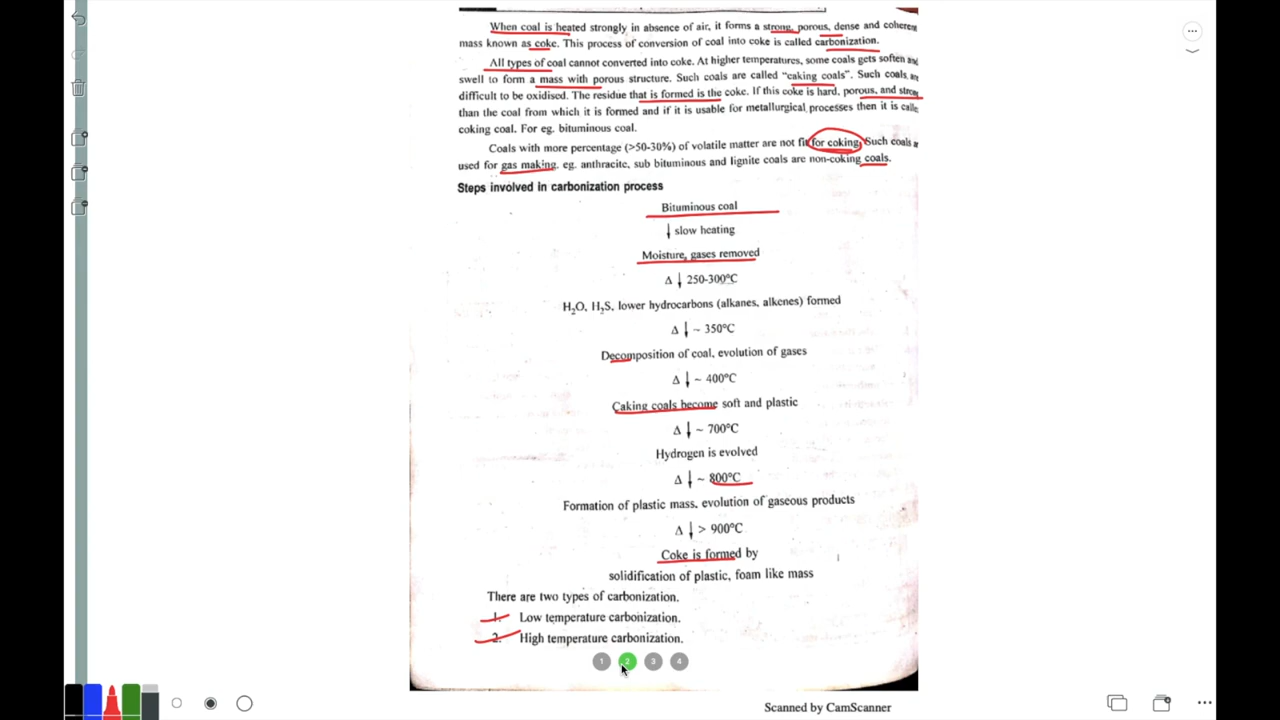 When coal is heated strongly in absence of air, it forms a strong, porous, dense and coherent
mass known as coke. This process of conversion of coal into coke is called carbonization.
All types of coal cannot converted into coke. At higher temperatures, some coals gets soften and
swell to form a mass with porous structure. Such coals are called “caking coals”. Such coals are
difficult to be oxidised. The residue that is formed is the coke. If this coke is hard, porous, and strong
than the coal from which it is formed and if it is usable for metallurgical processes then it is calle
coking coal. For eg. bituminous coal.
Coals with more percentage (>50-30%) of volatile matter are not fit for coking. Such coals a
used for gas making. eg. anthracite, sub bituminous and lignite coals are non-coking coals.
Steps involved in carbonization process
Bituminous coal
↓ slow heating
Moisture, gases removed
Δ ↓ 250-300°C
H₂O, H₂S, lower hydrocarbons (alkanes, alkenes) formed
Δ ↓ ~ 350°C
Decomposition of coal, evolution of gases
Δ ↓ ~ 400°C
Caking coals become soft and plastic
Δ ↓ ~ 700°C
Hydrogen is evolved
Δ ↓ ~ 800°C
Formation of plastic mass, evolution of gaseous products
Δ ↓ > 900°C
Coke is formed by
solidification of plastic, foam like mass
There are two types of carbonization.
1. Low temperature carbonization.
2. High temperature carbonization.
1 2 3 4
Scanned by CamScanner